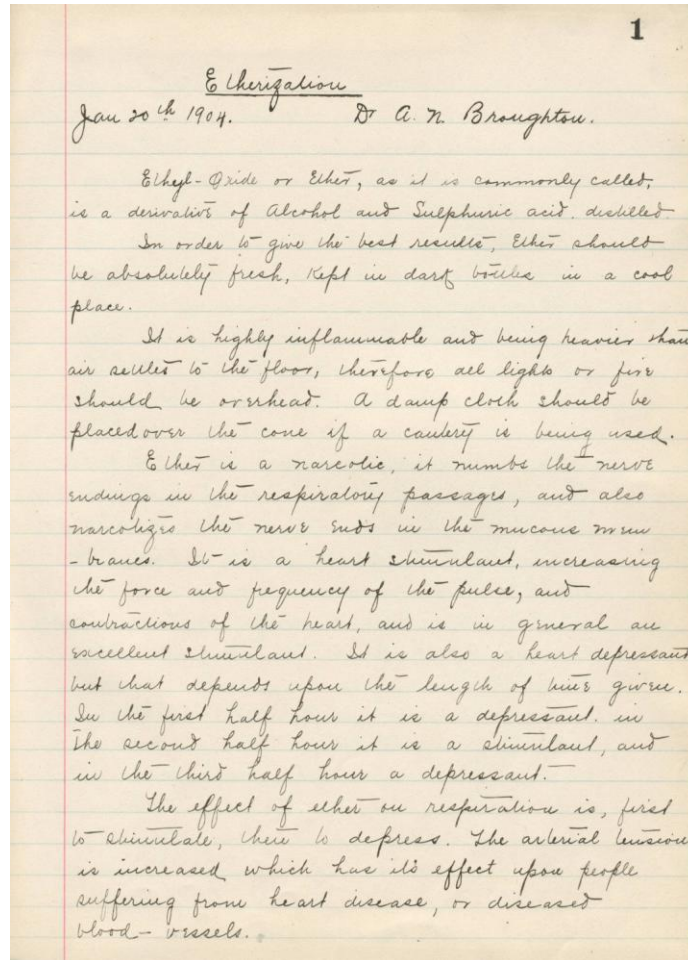 1
Etherization
Jan 20th 1904. Dr A. N. Broughton.
Ethyl-Oxide or Ether, as it is commonly called,
is a derivative of Alcohol and Sulphuric acid. distilled
In order to give the best results, Ether should
be absolutely fresh, Kept in dark bottles in a cool
place.
It is highly inflammable and being heavier than
air settles to the floor, therefore all lights or fire
should be overhead. A damp cloth should be
placed over the cone if a cautery is being used.
Ether is a narcotic, it numbs the nerve
endings in the respiratory passages, and also
narcotizes the nerve ends in the mucous mem
-branes. It is a heart stimulant, increasing
the force and frequency of the pulse, and
contractions of the heart, and is in general an
excellent stimulant. It is also a heart depressant
but that depends upon the length of time given.
In the first half hour it is a depressant. in
the second half hour it is a stimulant, and
in the third half hour a depressant.
The effect of ether on respiration is, first
to stimulate, then to depress. The arterial tension
is increased which has it's effect upon people
suffering from heart disease, or diseased
blood-vessels.